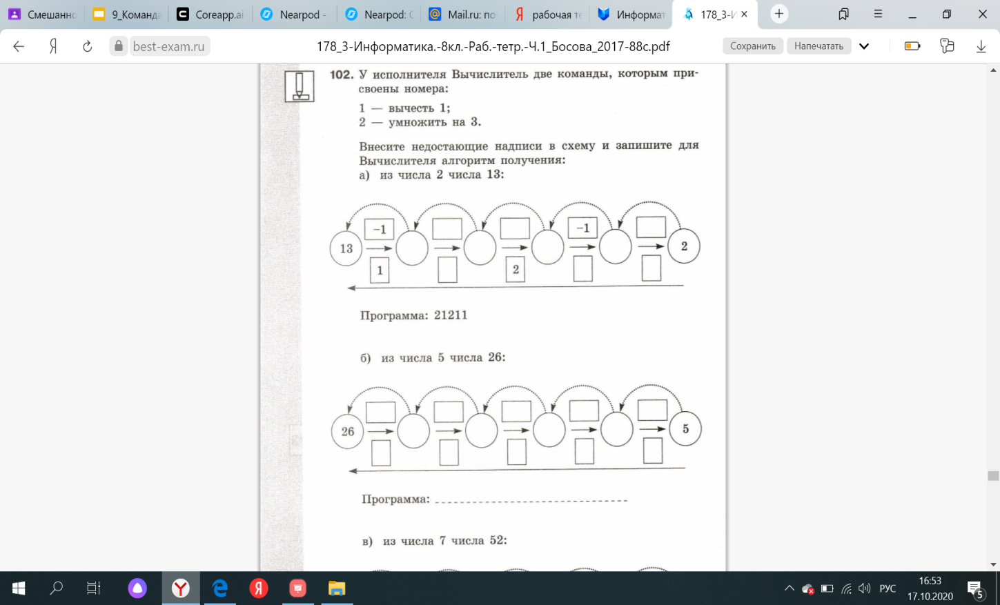 Смешанно
9_Команда
Coreapp.ai
Nearpod -
Nearpod: C
Mail.ru: по
рабочая те
Информат
178_3-И
best-exam.ru
178_3-Информатика.-8кл.-Раб.-тетр.-Ч.1_Босова_2017-88с.pdf
Сохранить
Напечатать
102. У исполнителя Вычислитель две команды, которым при-
своены номера:
1 — вычесть 1;
2 — умножить на 3.
Внесите недостающие надписи в схему и запишите для
Вычислителя алгоритм получения:
а) из числа 2 числа 13:
-1
-1
13
2
1
2
Программа: 21211
б) из числа 5 числа 26:
26
5
Программа:
в) из числа 7 числа 52:
РУС
16:53
17.10.2020
5